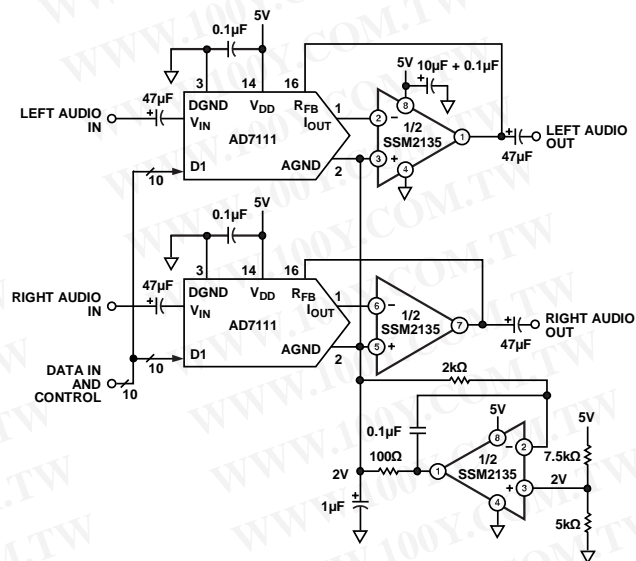 5V
0.1µF
3
14
16
DGND
VDD
RFB
47µF
LEFT AUDIO
IN
VIN
IOUT
1
AD7111
D1
AGND
2
10
5V
10µF + 0.1µF
8
2
–
1/2
SSM2135
1
3
+
4
47µF
LEFT AUDIO
OUT
5V
0.1µF
3
14
16
DGND
VDD
RFB
47µF
RIGHT AUDIO
IN
VIN
IOUT
1
AD7111
D1
AGND
2
10
6
–
1/2
SSM2135
7
5
+
47µF
RIGHT AUDIO
OUT
DATA IN
AND
CONTROL
10
2kΩ
0.1µF
5V
8
2
–
100Ω
1
1/2
SSM2135
+
3
4
2V
1µF
2V
5V
7.5kΩ
5kΩ
WWW.100Y.COM.TW